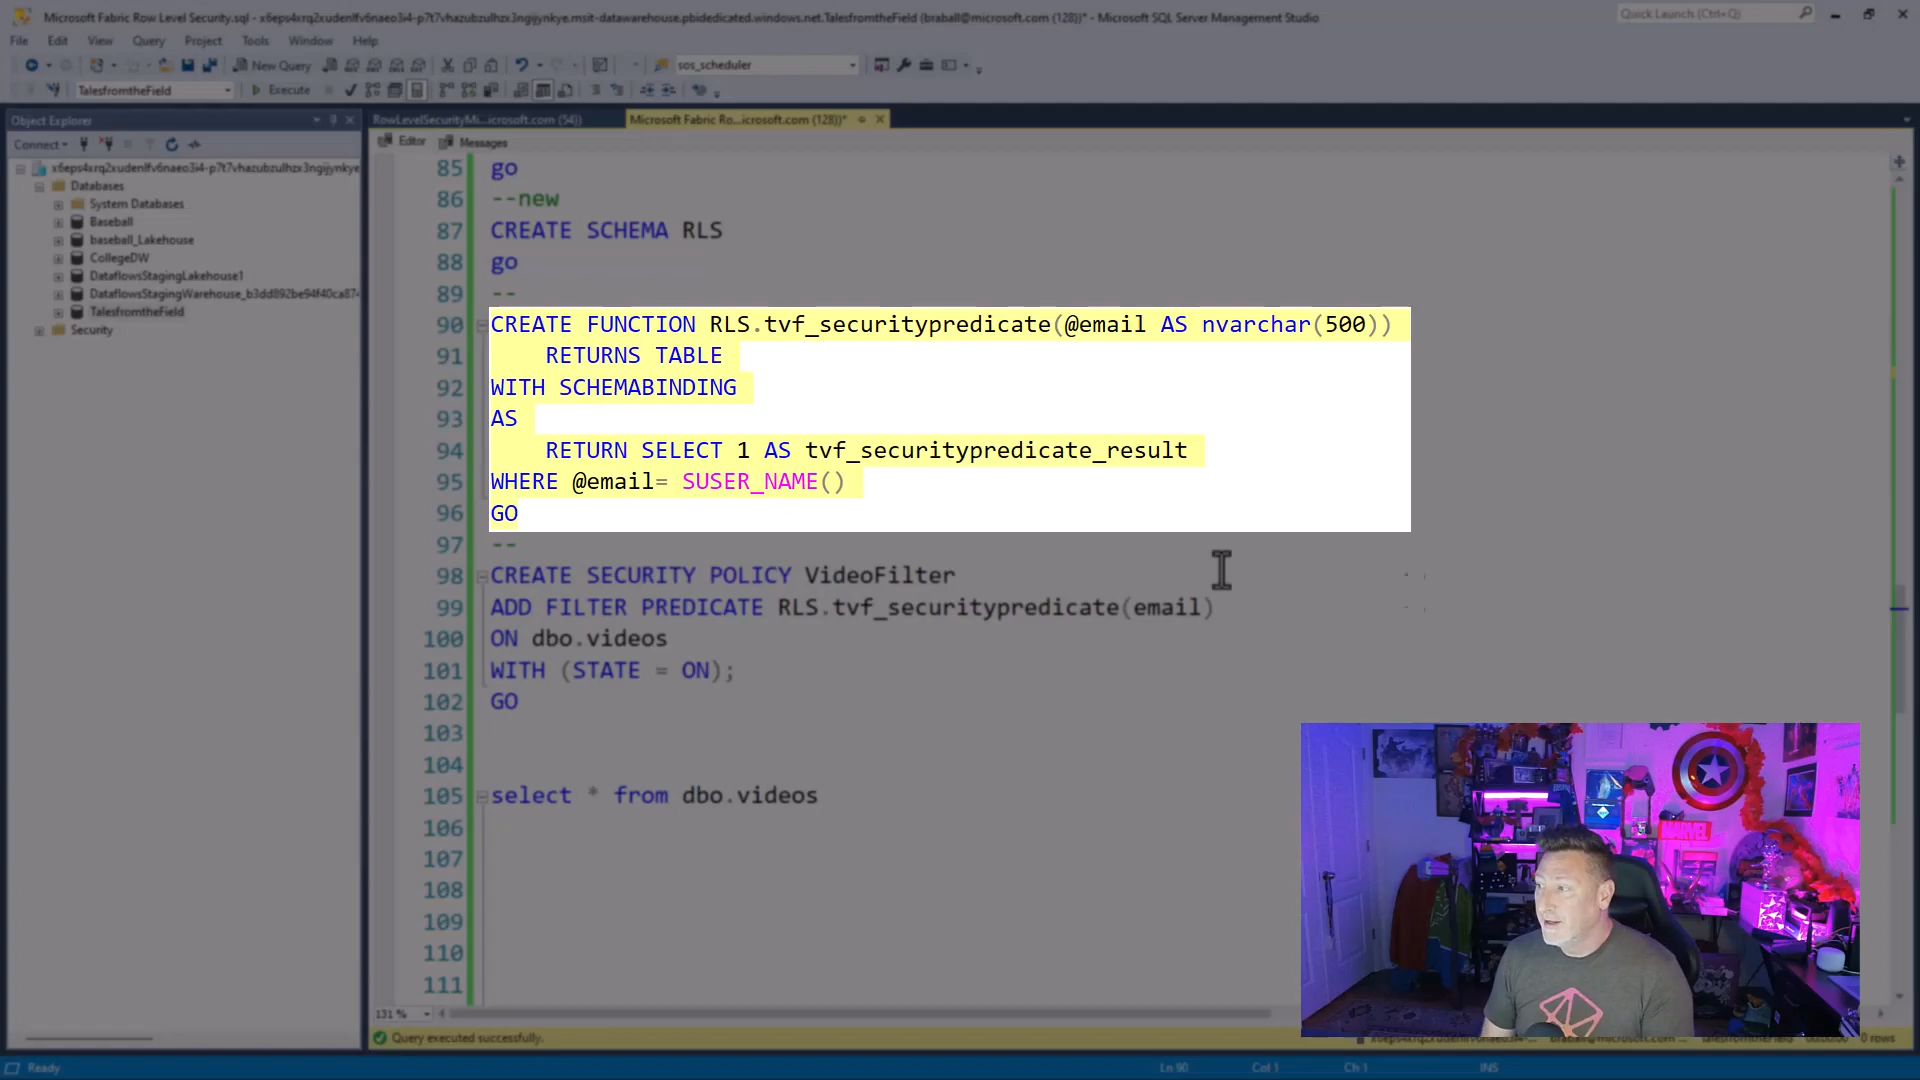 Microsoft Fabric Row Level Security.sql - x6eps4xrq2xudenlfv6naeo3i4-p7t7vhazubzulhzx3ngijynkye.msit-datawarehouse.pbidedicated.windows.net.TalesfromtheField (braball@microsoft.com (128))* - Microsoft SQL Server Management Studio
Quick Launch (Ctrl+Q)
File Edit View Query Project Tools Window Help
New Query
sos_scheduler
TalesfromtheField
Execute
Object Explorer
RowLevelSecurityMi...icrosoft.com (54))
Microsoft Fabric Ro...icrosoft.com (128))*
Connect
Editor
Messages
x6eps4xrq2xudenlfv6naeo3i4-p7t7vhazubzulhzx3ngijynkye
Databases
System Databases
Baseball
baseball_Lakehouse
CollegeDW
DataflowsStagingLakehouse1
DataflowsStagingWarehouse_b3dd892be94f40ca874
TalesfromtheField
Security
85 go
86 --new
87 CREATE SCHEMA RLS
88 go
89 --
90 CREATE FUNCTION RLS.tvf_securitypredicate(@email AS nvarchar(500))
91 RETURNS TABLE
92 WITH SCHEMABINDING
93 AS
94 RETURN SELECT 1 AS tvf_securitypredicate_result
95 WHERE @email= SUSER_NAME()
96 GO
97 --
98 CREATE SECURITY POLICY VideoFilter
99 ADD FILTER PREDICATE RLS.tvf_securitypredicate(email)
100 ON dbo.videos
101 WITH (STATE = ON);
102 GO
103
104
105 select * from dbo.videos
106
107
108
109
110
111
MARVEL
131 %
Query executed successfully.
0 rows
Ready
Ln 90
Col 1
Ch 1
INS